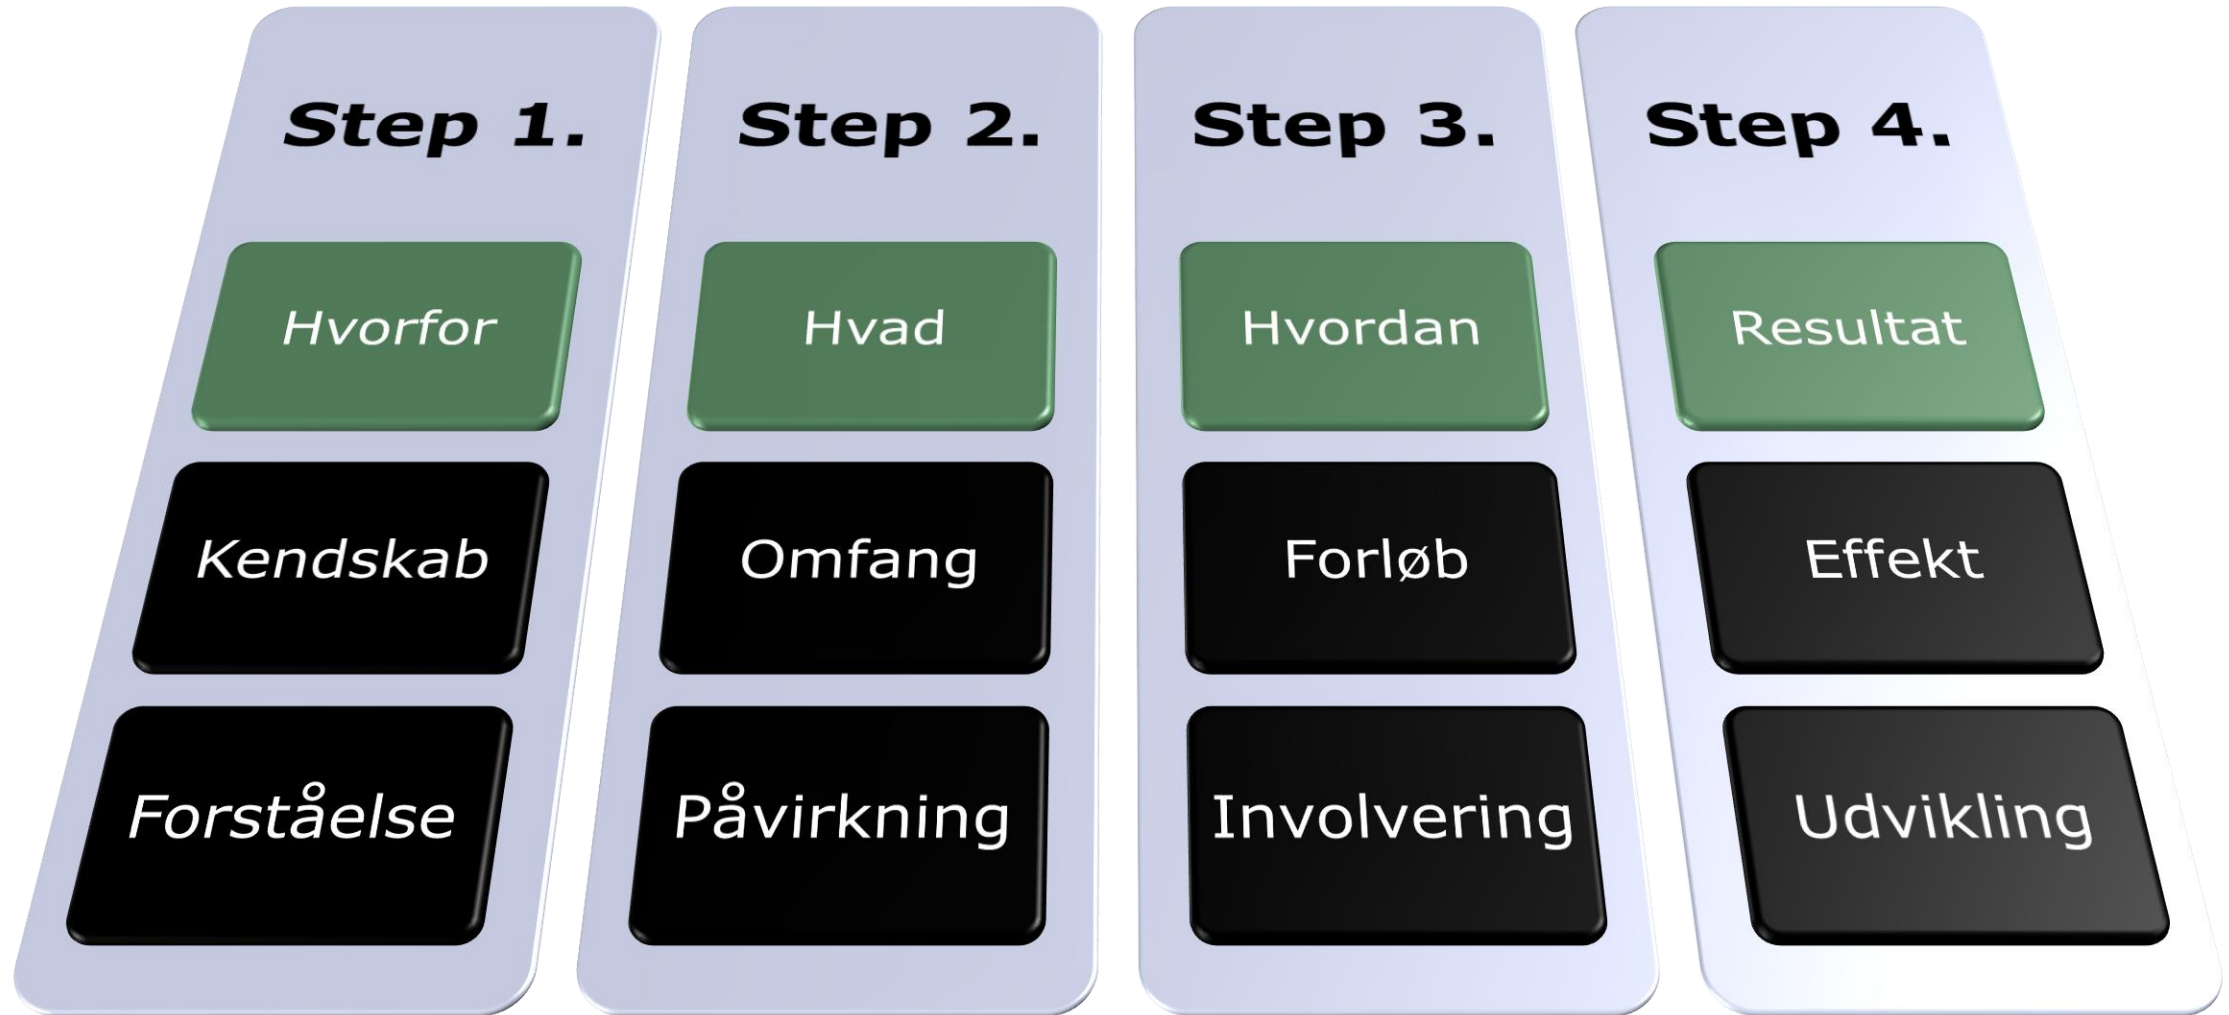 Step 1.
Hvorfor
Kendskab
Forståelse
Step 2.
Hvad
Omfang
Påvirkning
Step 3.
Hvordan
Forløb
Involvering
Step 4.
Resultat
Effekt
Udvikling